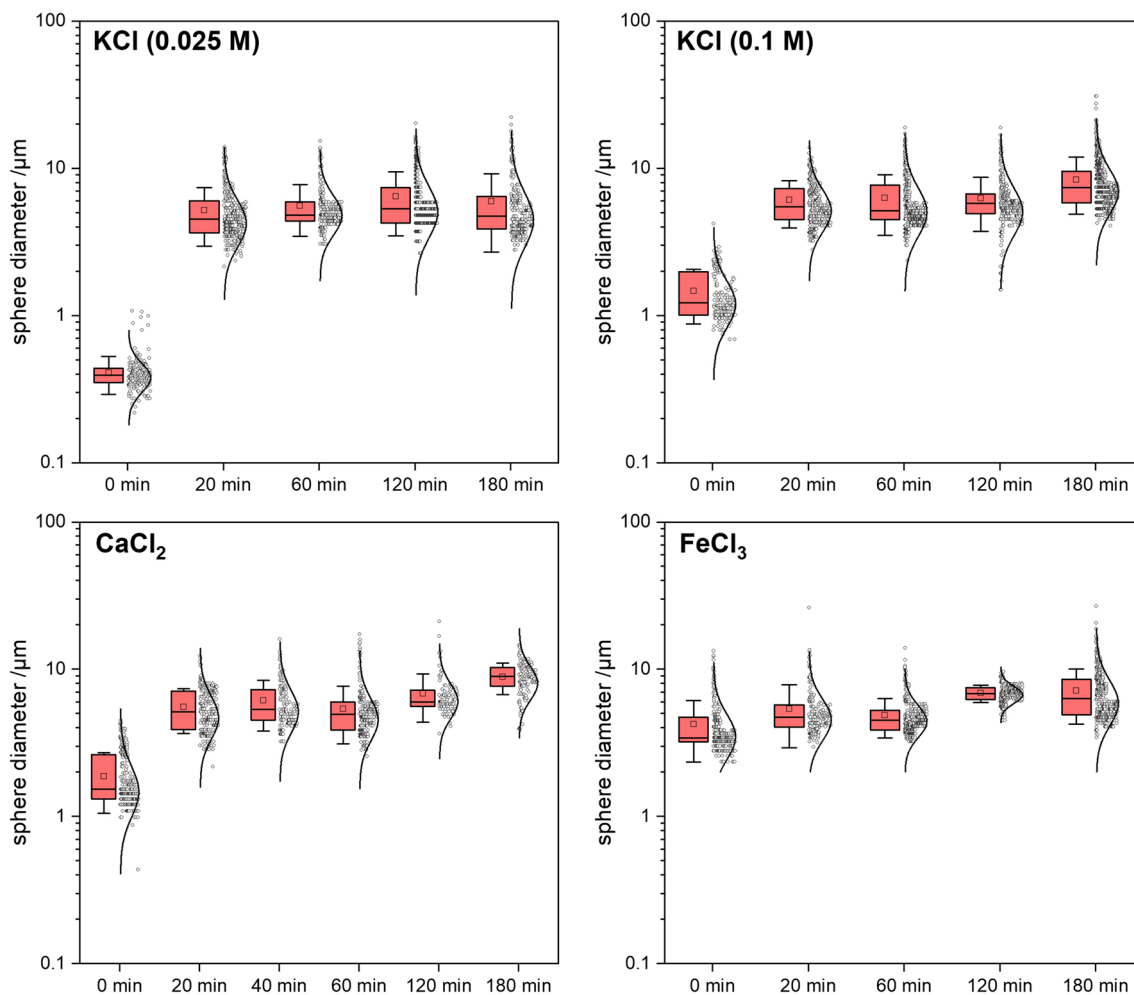 KCl (0.025 M)
100
10
1
0.1
sphere diameter /µm
0 min 20 min 60 min 120 min 180 min
KCl (0.1 M)
100
10
1
0.1
sphere diameter /µm
0 min 20 min 60 min 120 min 180 min
CaCl₂
100
10
1
0.1
sphere diameter /µm
0 min 20 min 40 min 60 min 120 min 180 min
FeCl₃
100
10
1
0.1
sphere diameter /µm
0 min 20 min 60 min 120 min 180 min